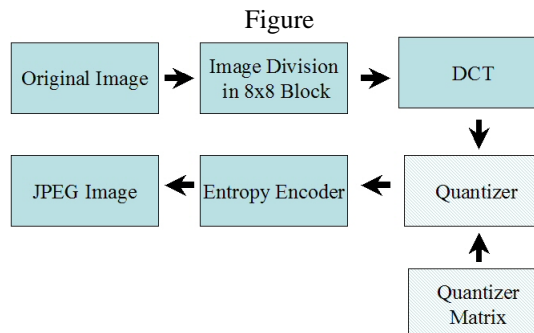 Figure
Original Image
Image Division
in 8x8 Block
DCT
JPEG Image
Entropy Encoder
Quantizer
Quantizer
Matrix